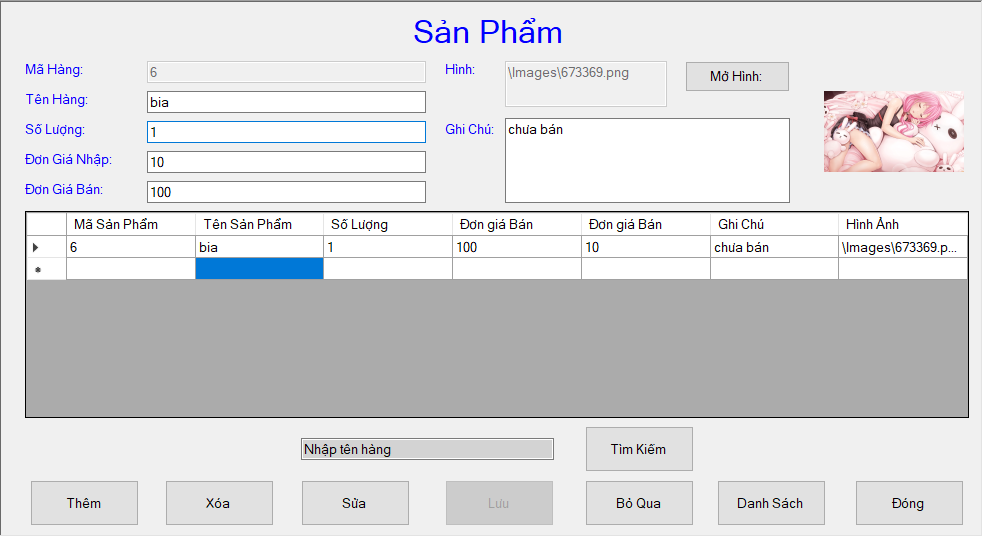 Sản Phẩm
Mã Hàng: 6
Hình: \Images\673369.png
Mở Hình:
Tên Hàng: bia
Số Lượng: 1
Ghi Chú: chưa bán
Đơn Giá Nhập: 10
Đơn Giá Bán: 100
Mã Sản Phẩm Tên Sản Phẩm Số Lượng Đơn giá Bán Đơn giá Bán Ghi Chú Hình Ảnh
6 bia 1 100 10 chưa bán \Images\673369.p...
Nhập tên hàng Tìm Kiếm
Thêm Xóa Sửa Lưu Bỏ Qua Danh Sách Đóng